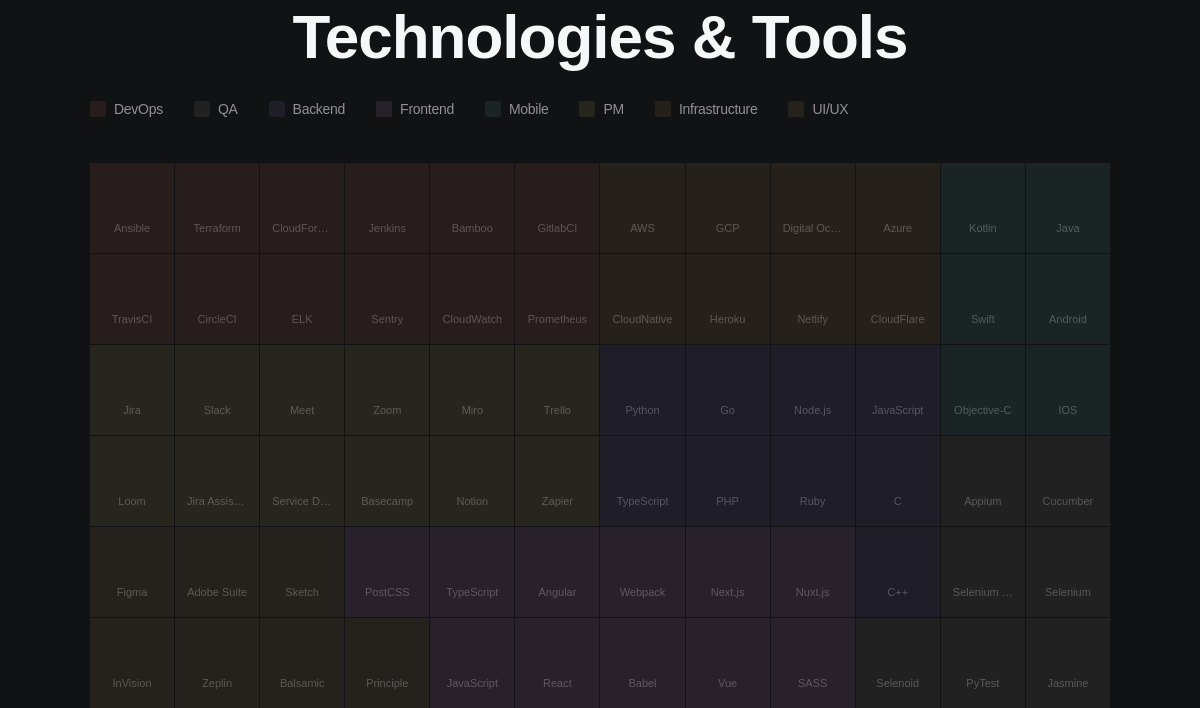 Technologies & Tools
DevOps QA Backend Frontend Mobile PM Infrastructure UI/UX
Ansible Terraform CloudFor... Jenkins Bamboo GitlabCI AWS GCP Digital Oc... Azure Kotlin Java
TravisCI CircleCI ELK Sentry CloudWatch Prometheus CloudNative Heroku Netlify CloudFlare Swift Android
Jira Slack Meet Zoom Miro Trello Python Go Node.js JavaScript Objective-C IOS
Loom Jira Assis... Service D... Basecamp Notion Zapier TypeScript PHP Ruby C Appium Cucumber
Figma Adobe Suite Sketch PostCSS TypeScript Angular Webpack Next.js Nuxt.js C++ Selenium ... Selenium
InVision Zeplin Balsamic Principle JavaScript React Babel Vue SASS Selenoid PyTest Jasmine